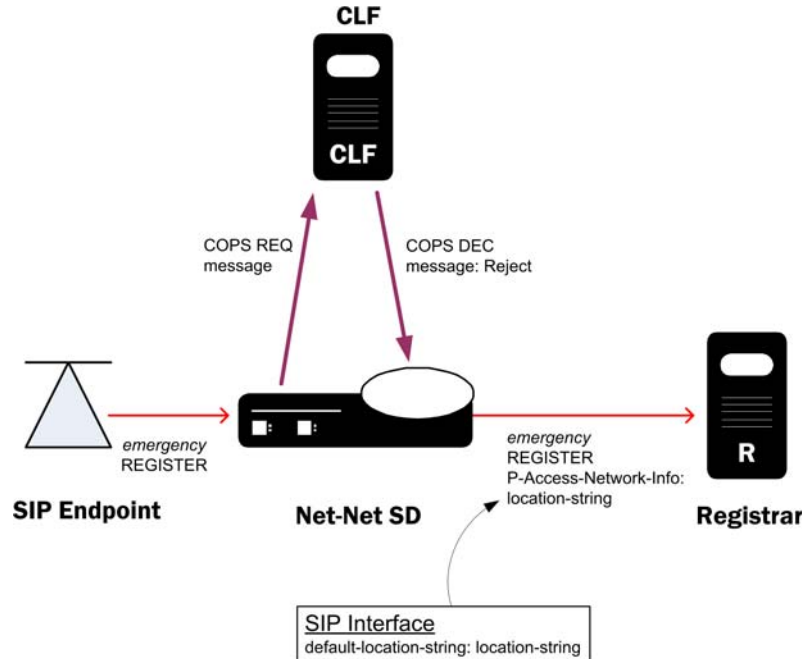 CLF
CLF
COPS REQ
message
COPS DEC
message: Reject
emergency
REGISTER
emergency
REGISTER
P-Access-Network-Info:
location-string
R
SIP Endpoint
Net-Net SD
Registrar
SIP Interface
default-location-string: location-string